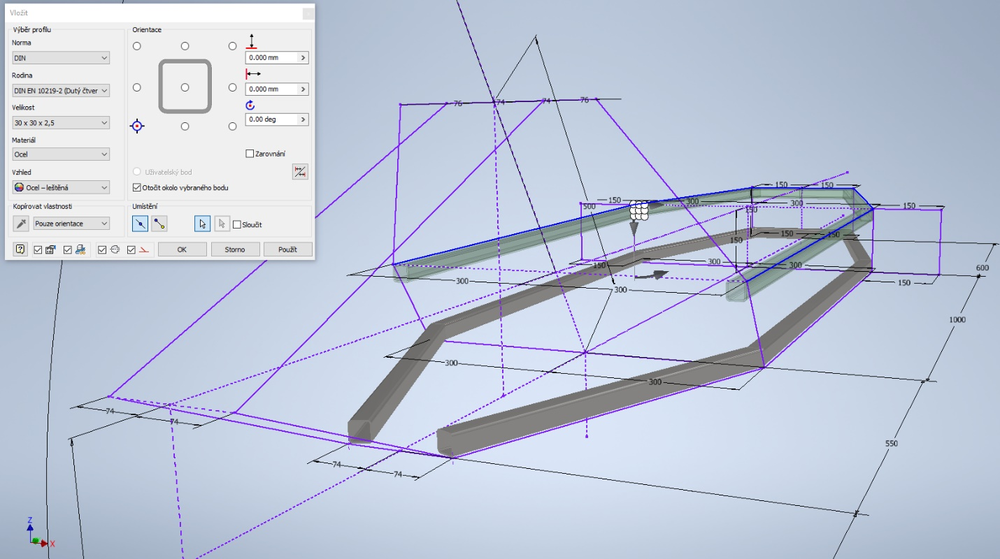 Vložit
Výběr profilu
Norma
DIN
Rodina
DIN EN 10219-2 (Dutý čtver
Velikost
30 x 30 x 2,5
Materiál
Ocel
Vzhled
Ocel – leštěná
Kopírovat vlastnosti
Pouze orientace
Orientace
0.000 mm
0.000 mm
0.00 deg
Zarovnání
Uživatelský bod
Otočit okolo vybraného bodu
Umístění
Sloučit
?
OK
Storno
Použít
76
74
74
76
150
150
150
500
300
300
150
150
150
150
150
150
300
300
600
300
300
150
1000
300
300
550
74
74
74
74
Z
X